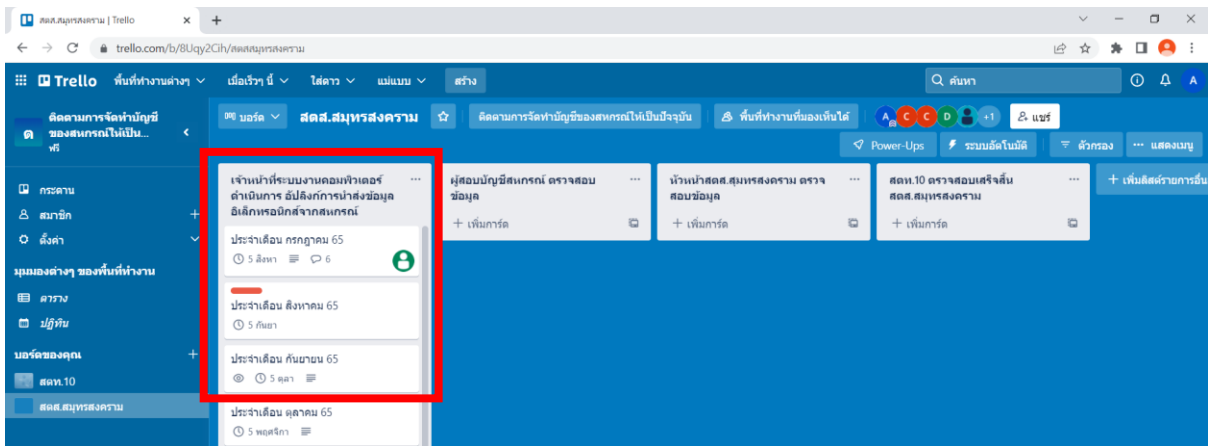 สตส.สมุทรสงคราม | Trello
trello.com/b/8Uqy2Cih/สตสสมุทรสงคราม
Trello พื้นที่ทำงานต่างๆ เมื่อเร็วๆ นี้ ใส่ดาว แม่แบบ สร้าง ค้นหา A
ต ติดตามการจัดทำบัญชี
ของสหกรณ์ให้เป็น...
ฟรี
บอร์ด สตส.สมุทรสงคราม ติดตามการจัดทำบัญชีของสหกรณ์ให้เป็นปัจจุบัน พื้นที่ทำงานที่มองเห็นได้ A C C D +1 แชร์
Power-Ups ระบบอัตโนมัติ ตัวกรอง ... แสดงเมนู
กระดาน
สมาชิก
ตั้งค่า
มุมมองต่างๆ ของพื้นที่ทำงาน
ตาราง
ปฏิทิน
บอร์ดของคุณ
สตท.10
สตส.สมุทรสงคราม
เจ้าหน้าที่ระบบงานคอมพิวเตอร์
ดำเนินการ อัปลิงก์การนำส่งข้อมูล
อิเล็กทรอนิกส์จากสหกรณ์
ประจำเดือน กรกฎาคม 65
5 สิงหา 6
ประจำเดือน สิงหาคม 65
5 กันยา
ประจำเดือน กันยายน 65
5 ตุลา
ประจำเดือน ตุลาคม 65
5 พฤศจิกา
ผู้สอบบัญชีสหกรณ์ ตรวจสอบ
ข้อมูล
+ เพิ่มการ์ด
หัวหน้าสตส.สุมทรสงคราม ตรวจ
สอบข้อมูล
+ เพิ่มการ์ด
สตท.10 ตรวจสอบเสร็จสิ้น
สตส.สมุทรสงคราม
+ เพิ่มการ์ด
+ เพิ่มลิสต์รายการอื่น